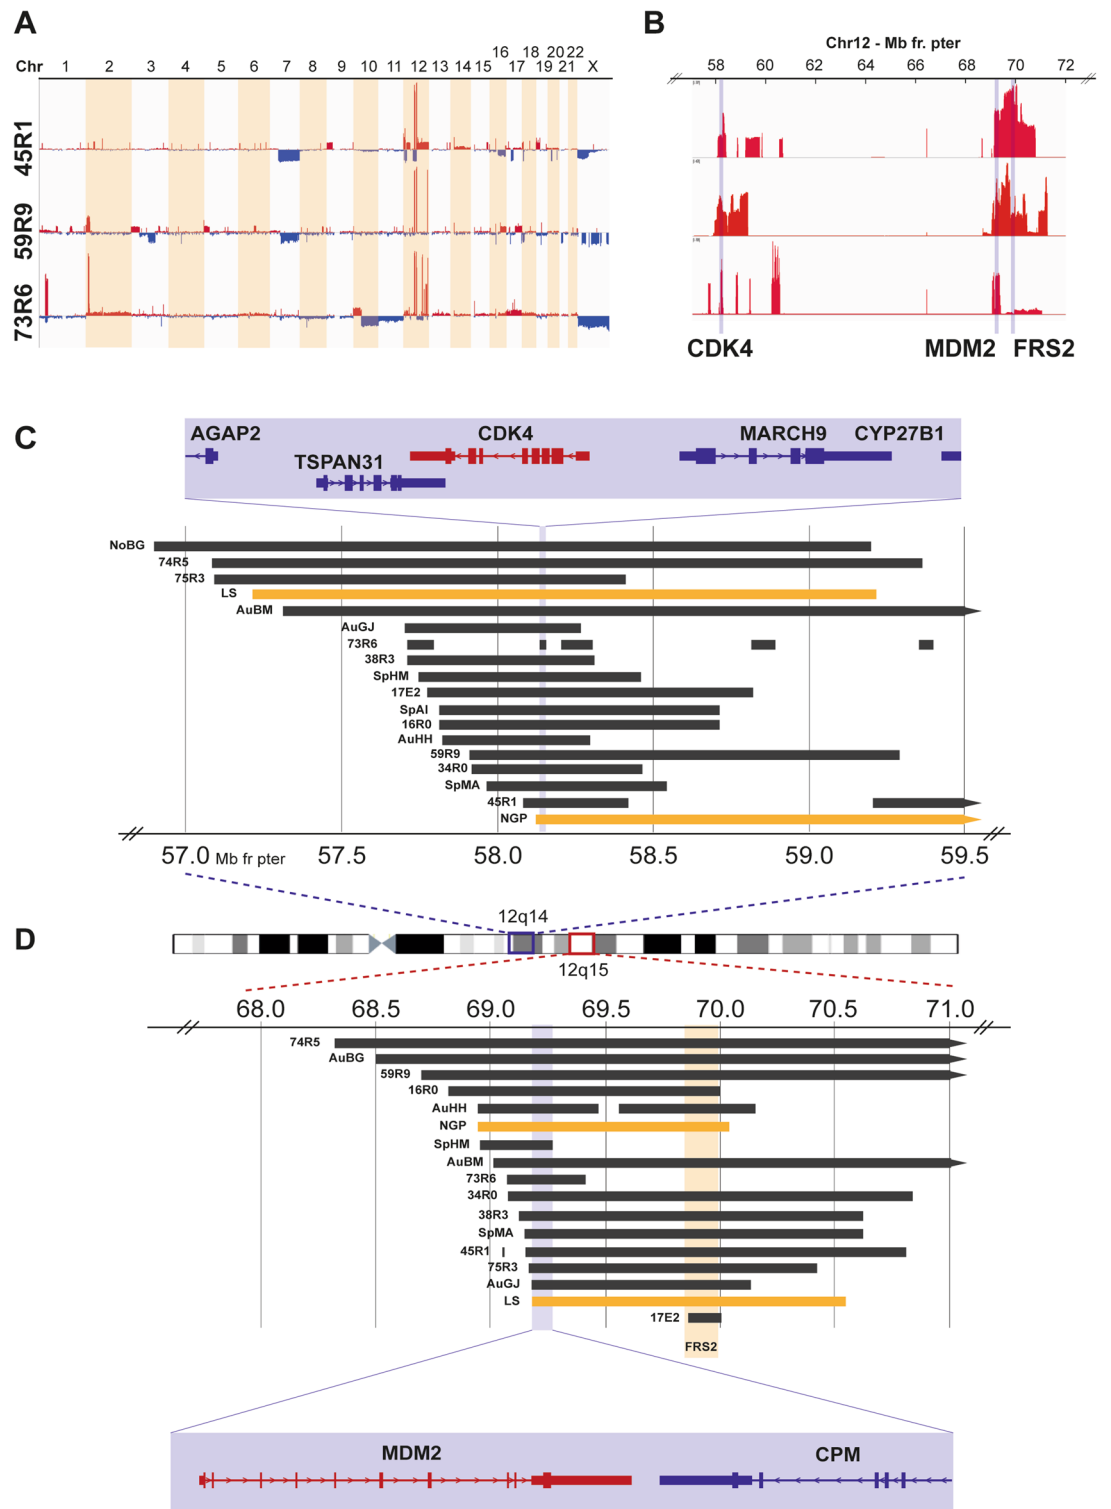 A
B
Chr 1 2 3 4 5 6 7 8 9 10 11 12 13 14 15 16 17 18 19 20 21 22 X
45R1
59R9
73R6
Chr12 - Mb fr. pter
58 60 62 64 66 68 70 72
CDK4 MDM2 FRS2
C
AGAP2 CDK4 MARCH9 CYP27B1
TSPAN31
NoBG
74R5
75R3
LS
AuBM
AuGJ
73R6
38R3
SpHM
17E2
SpAI
16R0
AuHH
59R9
34R0
SpMA
45R1
NGP
57.0 Mb fr pter 57.5 58.0 58.5 59.0 59.5
12q14
D
12q15
68.0 68.5 69.0 69.5 70.0 70.5 71.0
74R5
AuBG
59R9
16R0
AuHH
NGP
SpHM
AuBM
73R6
34R0
38R3
SpMA
45R1
75R3
AuGJ
LS
17E2
FRS2
MDM2 CPM